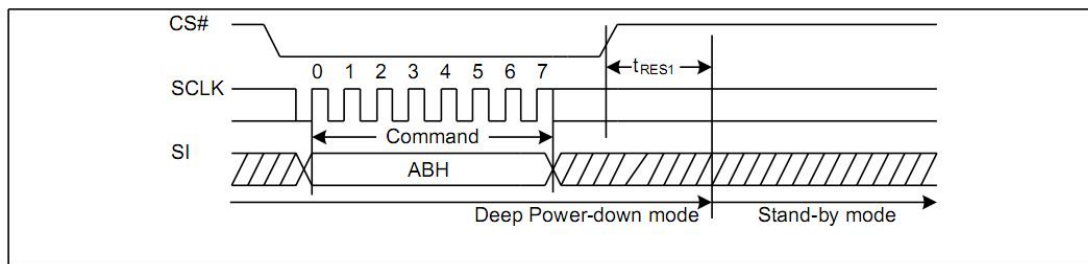 CS#
tRES1
0 1 2 3 4 5 6 7
SCLK
Command
SI
ABH
Deep Power-down mode
Stand-by mode